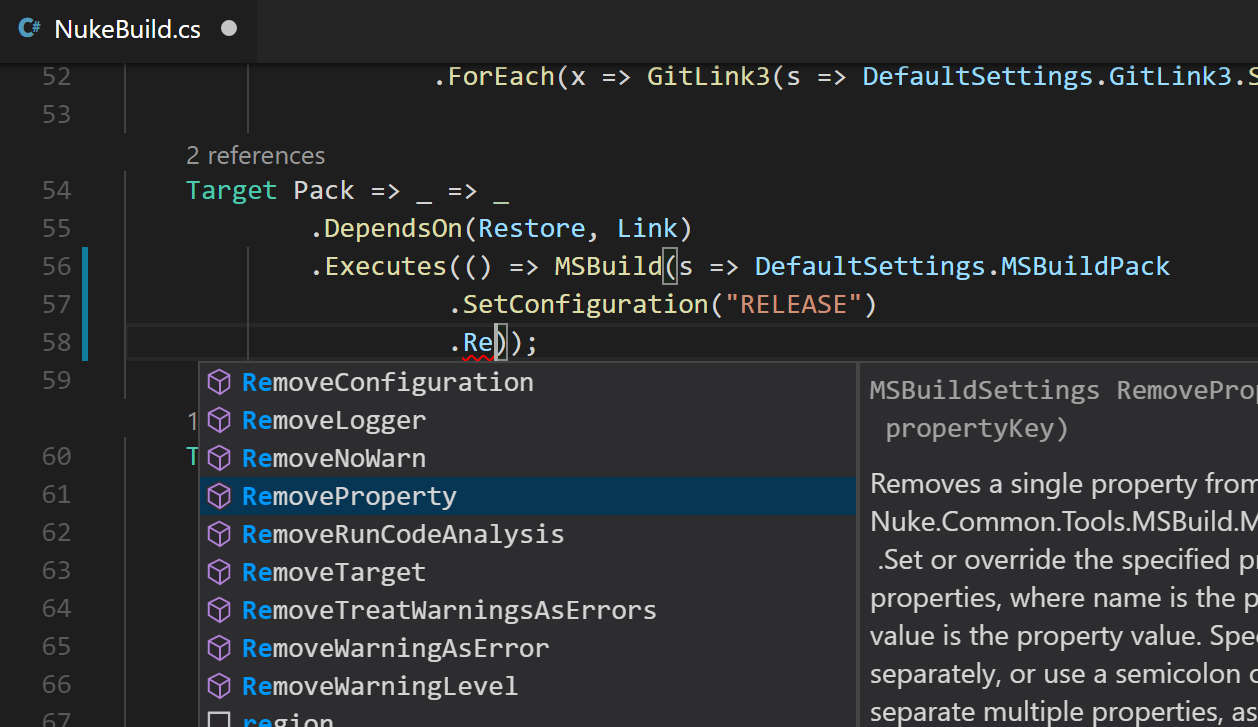 C# NukeBuild.cs
52 .ForEach(x => GitLink3(s => DefaultSettings.GitLink3.S
53
2 references
54 Target Pack => _ => _
55 .DependsOn(Restore, Link)
56 .Executes(() => MSBuild(s => DefaultSettings.MSBuildPack
57 .SetConfiguration("RELEASE")
58 .Re));
59
1
60 T
61
62
63
64
65
66
67
RemoveConfiguration
RemoveLogger
RemoveNoWarn
RemoveProperty
RemoveRunCodeAnalysis
RemoveTarget
RemoveTreatWarningsAsErrors
RemoveWarningAsError
RemoveWarningLevel
region
MSBuildSettings RemoveProp
propertyKey)
Removes a single property from
Nuke.Common.Tools.MSBuild.M
.Set or override the specified pr
properties, where name is the p
value is the property value. Spe
separately, or use a semicolon o
separate multiple properties, as